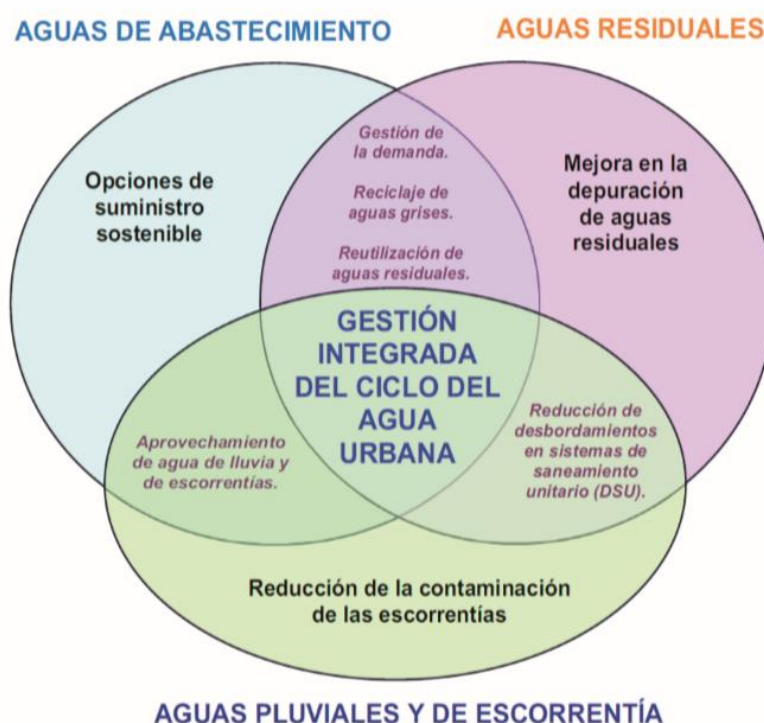 AGUAS DE ABASTECIMIENTO
AGUAS RESIDUALES
Opciones de
suministro
sostenible
Gestión de
la demanda.
Reciclaje de
aguas grises.
Reutilización de
aguas residuales.
Mejora en la
depuración
de aguas
residuales
GESTIÓN
INTEGRADA
DEL CICLO DEL
AGUA
URBANA
Aprovechamiento
de agua de lluvia y
de escorrentías.
Reducción de
desbordamientos
en sistemas de
saneamiento
unitario (DSU).
Reducción de la contaminación
de las escorrentías
AGUAS PLUVIALES Y DE ESCORRENTÍA